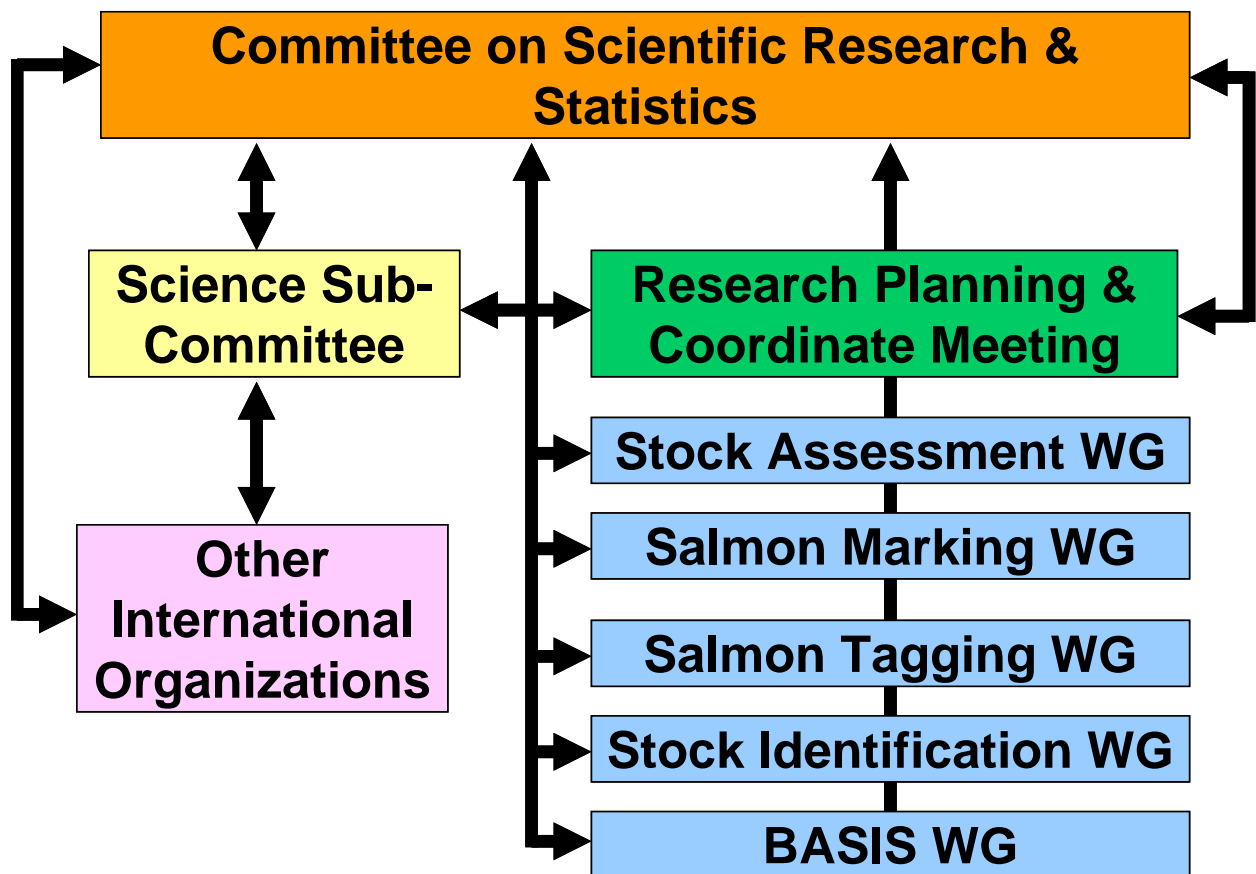 Committee on Scientific Research &
Statistics
Science Sub-
Committee
Research Planning &
Coordinate Meeting
Other
International
Organizations
Stock Assessment WG
Salmon Marking WG
Salmon Tagging WG
Stock Identification WG
BASIS WG